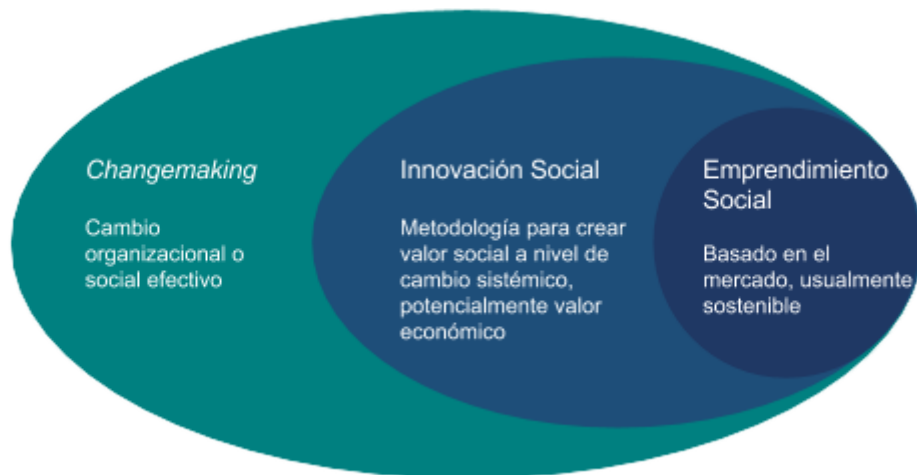 Changemaking
Cambio
organizacional o
social efectivo
Innovación Social
Metodología para crear
valor social a nivel de
cambio sistémico,
potencialmente valor
económico
Emprendimiento
Social
Basado en el
mercado, usualmente
sostenible